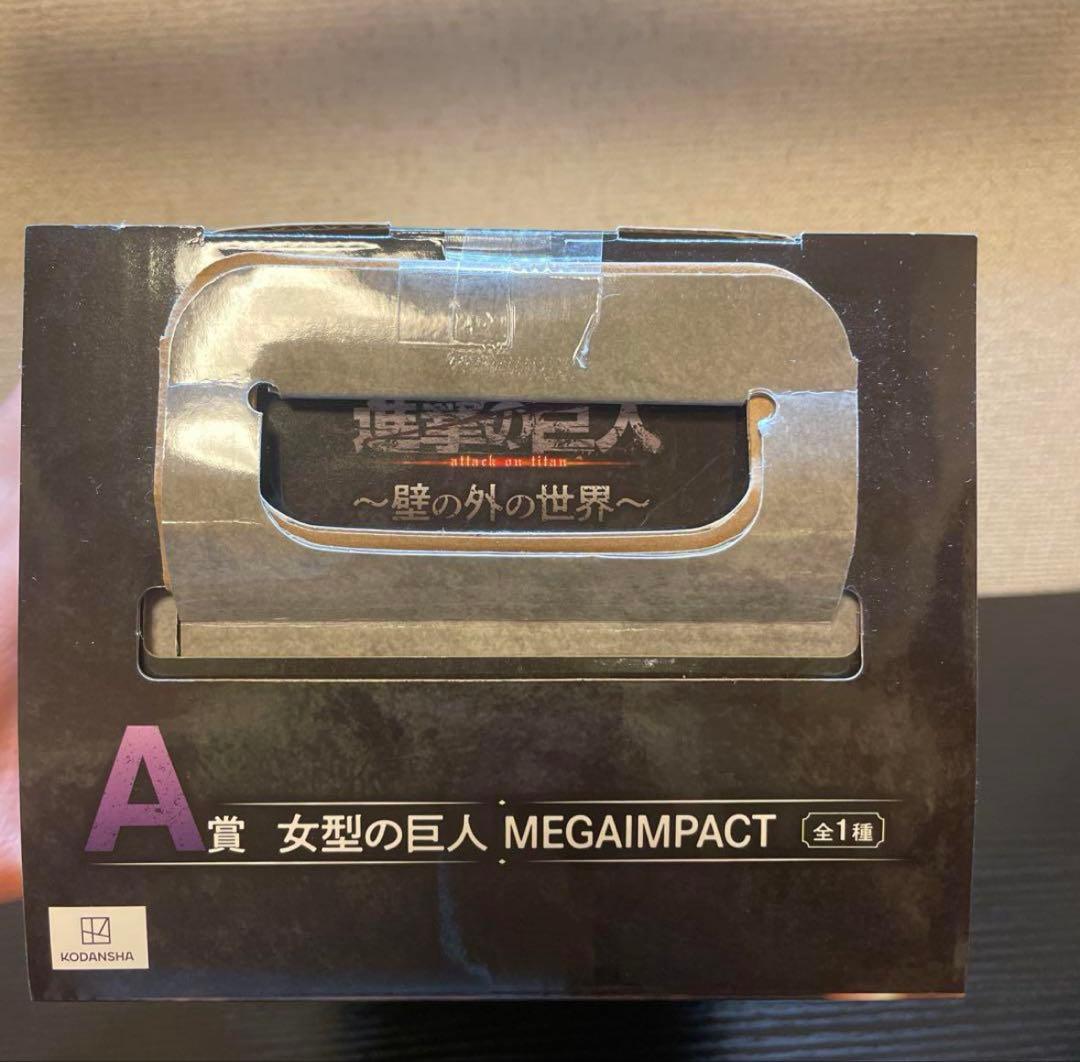 進撃の巨人
attack on titan
～壁の外の世界～
A賞 女型の巨人 MEGAIMPACT 全1種
KODANSHA